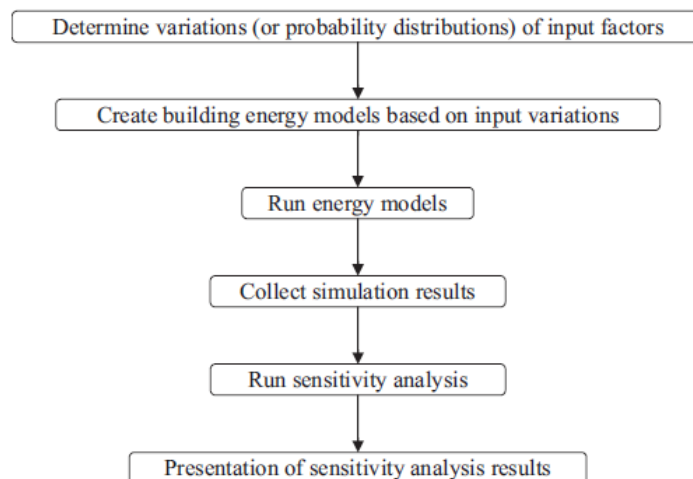 Determine variations (or probability distributions) of input factors
Create building energy models based on input variations
Run energy models
Collect simulation results
Run sensitivity analysis
Presentation of sensitivity analysis results